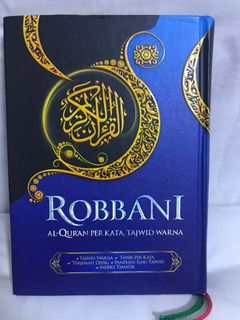 القرآن الكريم
ROBBANI
AL-QUR'AN PER KATA, TAJWID WARNA
TAJWID WARNA TAFSIR PER KATA
TERJEMAH DEPAG PANDUAN ILMU TAJWID
INDEKS TEMATIK